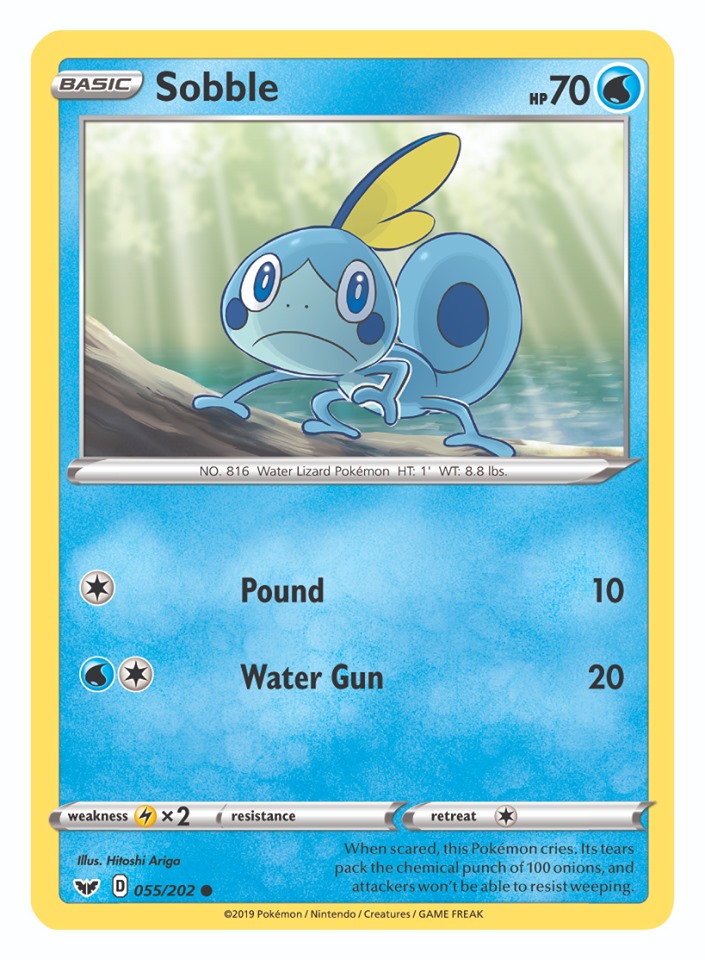 BASIC Sobble HP 70
NO. 816 Water Lizard Pokémon HT: 1' WT: 8.8 lbs.
Pound 10
Water Gun 20
weakness ×2 resistance retreat
When scared, this Pokémon cries. Its tears
pack the chemical punch of 100 onions, and
attackers won't be able to resist weeping.
Illus. Hitoshi Ariga
D 055/202
©2019 Pokémon / Nintendo / Creatures / GAME FREAK